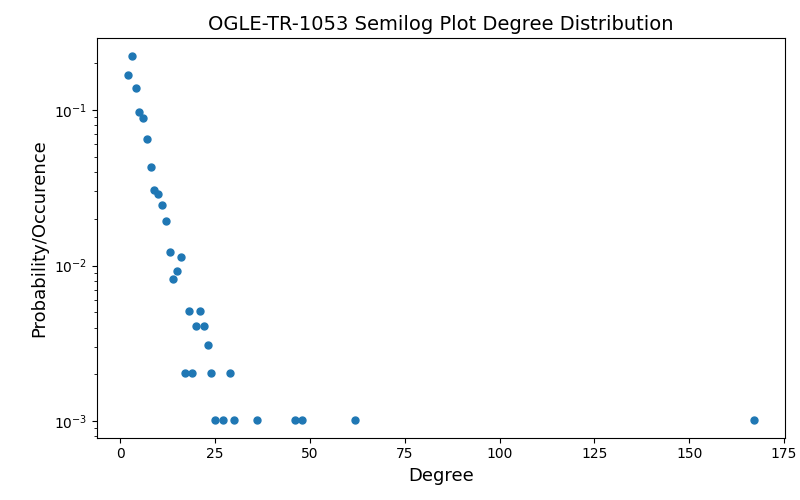 OGLE-TR-1053 Semilog Plot Degree Distribution
Probability/Occurence
10⁻¹
10⁻²
10⁻³
0 25 50 75 100 125 150 175
Degree